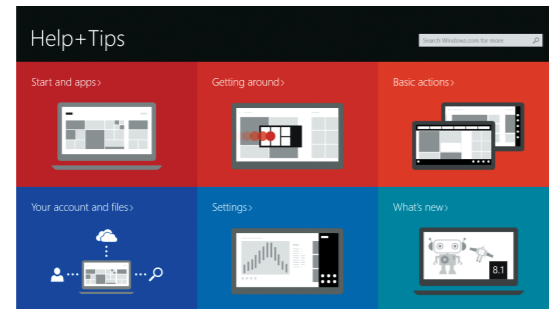 Help+Tips
Search Windows.com for more
Start and apps>
Getting around>
Basic actions>
Your account and files>
Settings>
What's new>
8.1